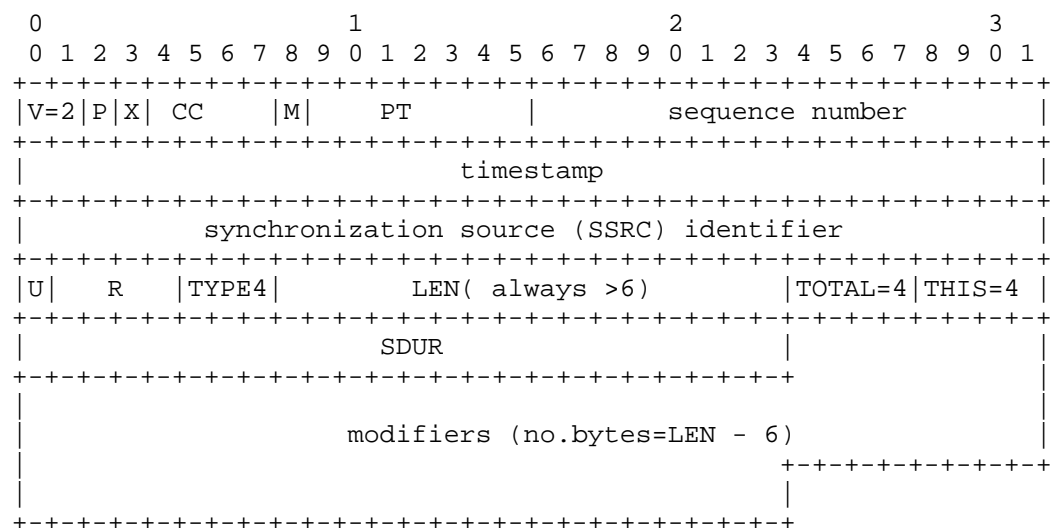 0                   1                   2                   3
 0 1 2 3 4 5 6 7 8 9 0 1 2 3 4 5 6 7 8 9 0 1 2 3 4 5 6 7 8 9 0 1
+-+-+-+-+-+-+-+-+-+-+-+-+-+-+-+-+-+-+-+-+-+-+-+-+-+-+-+-+-+-+-+-+
|V=2|P|X| CC    |M|    PT       |        sequence number        |
+-+-+-+-+-+-+-+-+-+-+-+-+-+-+-+-+-+-+-+-+-+-+-+-+-+-+-+-+-+-+-+-+
|                           timestamp                           |
+-+-+-+-+-+-+-+-+-+-+-+-+-+-+-+-+-+-+-+-+-+-+-+-+-+-+-+-+-+-+-+-+
|           synchronization source (SSRC) identifier            |
+-+-+-+-+-+-+-+-+-+-+-+-+-+-+-+-+-+-+-+-+-+-+-+-+-+-+-+-+-+-+-+-+
|U|   R   |TYPE4|        LEN( always >6)        |TOTAL=4|THIS=4 |
+-+-+-+-+-+-+-+-+-+-+-+-+-+-+-+-+-+-+-+-+-+-+-+-+-+-+-+-+-+-+-+-+
|                      SDUR                     |               |
+-+-+-+-+-+-+-+-+-+-+-+-+-+-+-+-+-+-+-+-+-+-+-+-+               |
|                                                               |
|                    modifiers (no.bytes=LEN - 6)               |
|                                               +-+-+-+-+-+-+-+-+
|                                               |
+-+-+-+-+-+-+-+-+-+-+-+-+-+-+-+-+-+-+-+-+-+-+-+-+